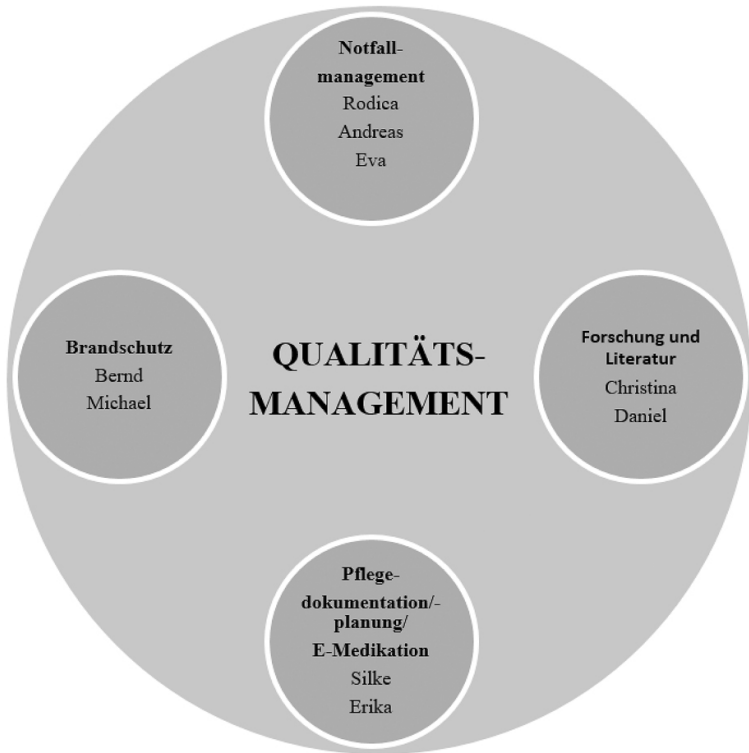 Notfall-
management
Rodica
Andreas
Eva
Brandschutz
Bernd
Michael
QUALITÄTS-
MANAGEMENT
Forschung und
Literatur
Christina
Daniel
Pflege-
dokumentation/-
planung/
E-Medikation
Silke
Erika